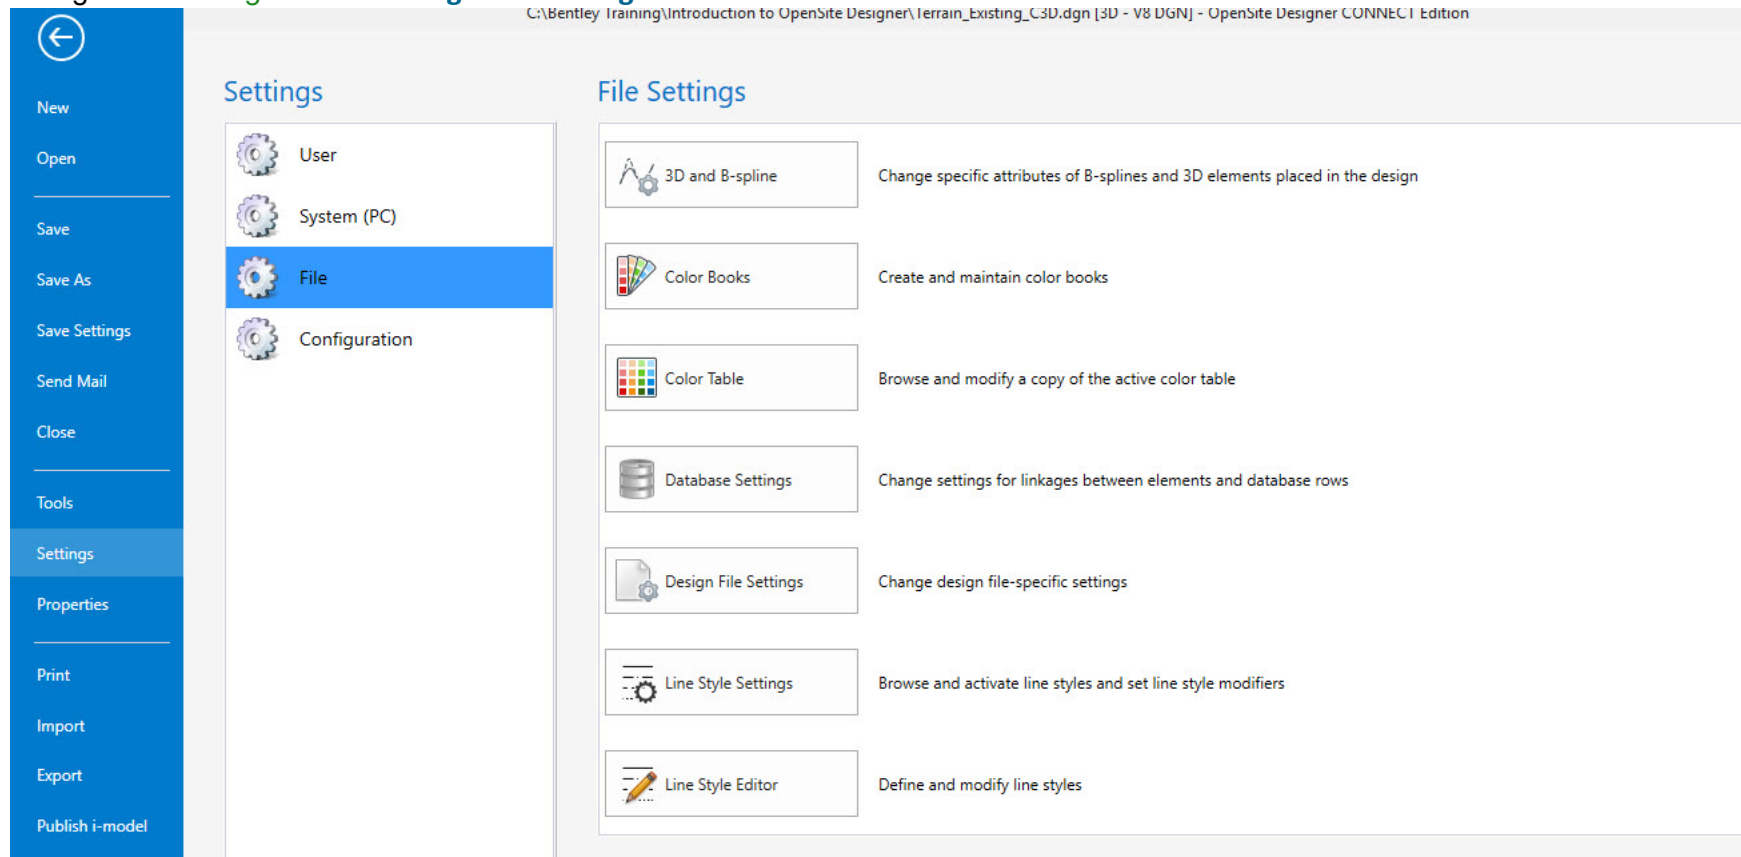 C:\Bentley Training\Introduction to OpenSite Designer\Terrain_Existing_C3D.dgn [3D - V8 DGN] - OpenSite Designer CONNECT Edition
New
Open
Save
Save As
Save Settings
Send Mail
Close
Tools
Settings
Properties
Print
Import
Export
Publish i-model
Settings
User
System (PC)
File
Configuration
File Settings
3D and B-spline Change specific attributes of B-splines and 3D elements placed in the design
Color Books Create and maintain color books
Color Table Browse and modify a copy of the active color table
Database Settings Change settings for linkages between elements and database rows
Design File Settings Change design file-specific settings
Line Style Settings Browse and activate line styles and set line style modifiers
Line Style Editor Define and modify line styles